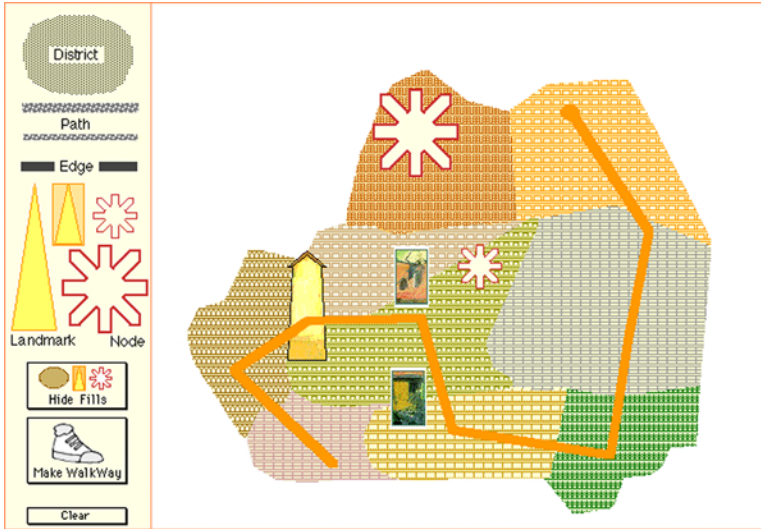 District
Path
Edge
Landmark
Node
Hide Fills
Make WalkWay
Clear